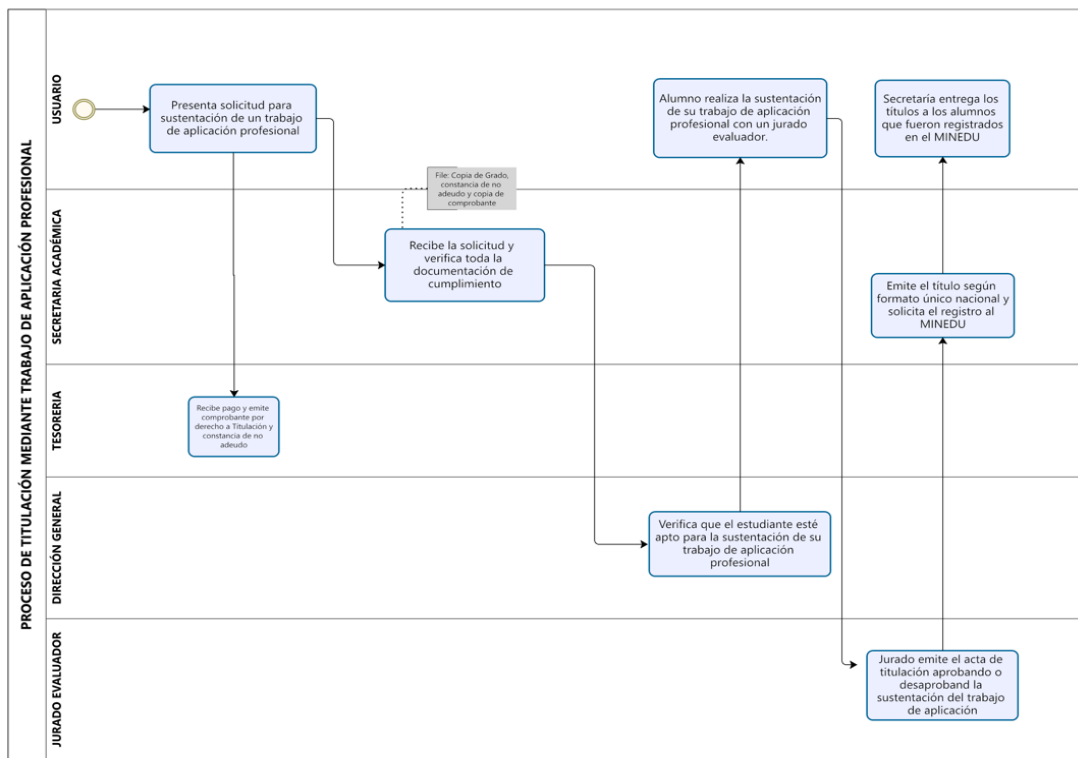 PROCESO DE TITULACIÓN MEDIANTE TRABAJO DE APLICACIÓN PROFESIONAL
USUARIO
Presenta solicitud para
sustentación de un trabajo
de aplicación profesional
Alumno realiza la sustentación
de su trabajo de aplicación
profesional con un jurado
evaluador.
Secretaría entrega los
títulos a los alumnos
que fueron registrados
en el MINEDU
File: Copia de Grado,
constancia de no
adeudo y copia de
comprobante
SECRETARIA ACADÉMICA
Recibe la solicitud y
verifica toda la
documentación de
cumplimiento
Emite el título según
formato único nacional y
solicita el registro al
MINEDU
TESORERIA
Recibe pago y emite
comprobante por
derecho a Titulación y
constancia de no
adeudo
DIRECCIÓN GENERAL
Verifica que el estudiante esté
apto para la sustentación de su
trabajo de aplicación
profesional
JURADO EVALUADOR
Jurado emite el acta de
titulación aprobando o
desaproband la
sustentación del trabajo
de aplicación